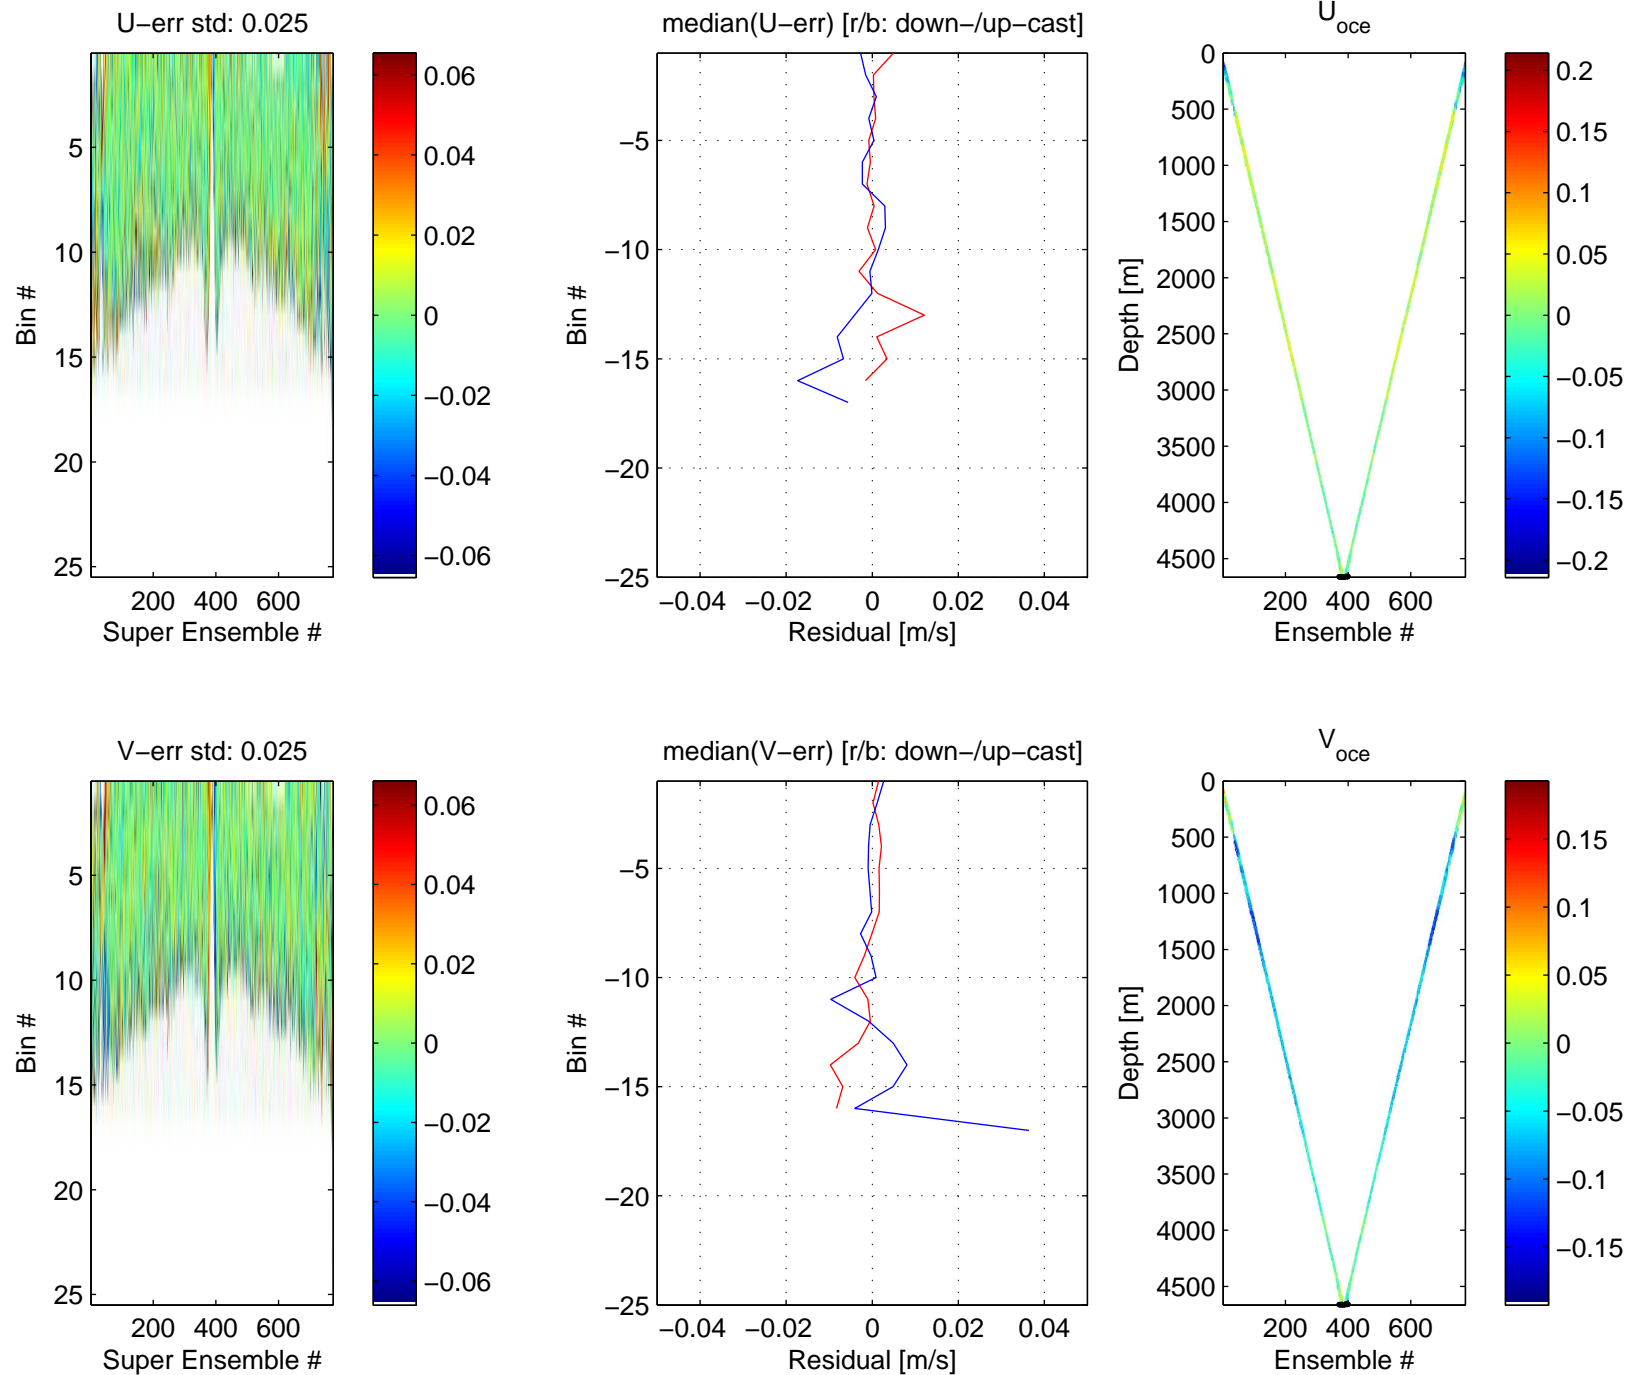 U−err std: 0.025
5
10
15
20
25
200 400 600
Super Ensemble #
Bin #
0.06
0.04
0.02
0
−0.02
−0.04
−0.06
median(U−err) [r/b: down−/up−cast]
−5
−10
−15
−20
−25
−0.04 −0.02 0 0.02 0.04
Residual [m/s]
Bin #
U_oce
0
500
1000
1500
2000
2500
3000
3500
4000
4500
200 400 600
Ensemble #
Depth [m]
0.2
0.15
0.1
0.05
0
−0.05
−0.1
−0.15
−0.2
V−err std: 0.025
5
10
15
20
25
200 400 600
Super Ensemble #
Bin #
0.06
0.04
0.02
0
−0.02
−0.04
−0.06
median(V−err) [r/b: down−/up−cast]
−5
−10
−15
−20
−25
−0.04 −0.02 0 0.02 0.04
Residual [m/s]
Bin #
V_oce
0
500
1000
1500
2000
2500
3000
3500
4000
4500
200 400 600
Ensemble #
Depth [m]
0.15
0.1
0.05
0
−0.05
−0.1
−0.15